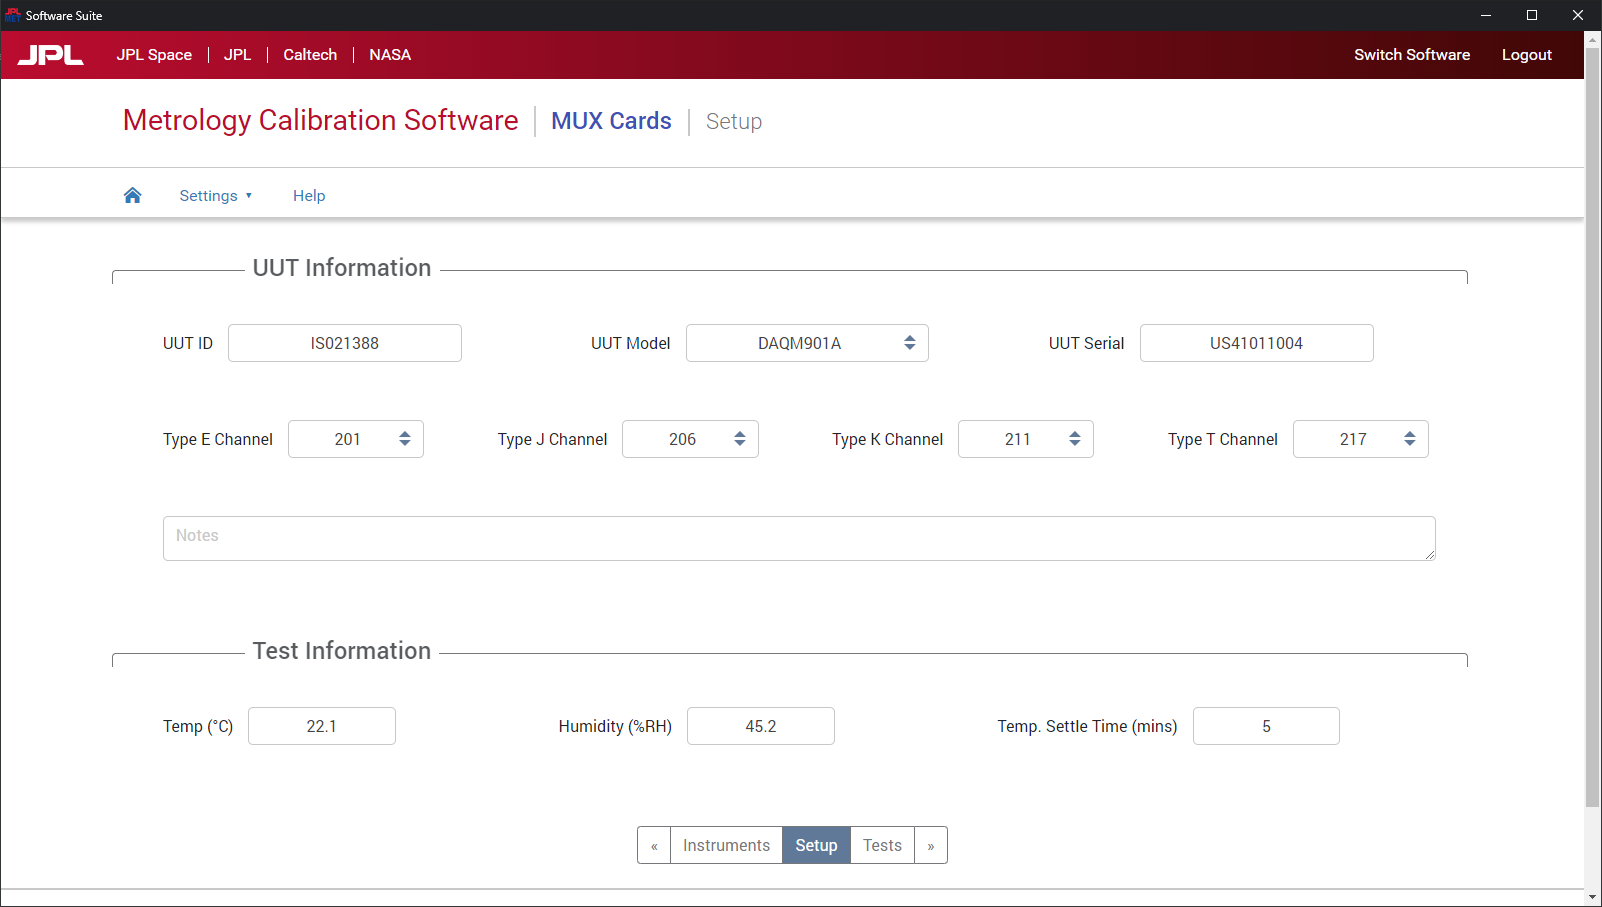 Software Suite
JPL JPL Space JPL Caltech NASA Switch Software Logout
Metrology Calibration Software MUX Cards Setup
Settings ▾ Help
UUT Information
UUT ID IS021388 UUT Model DAQM901A UUT Serial US41011004
Type E Channel 201 Type J Channel 206 Type K Channel 211 Type T Channel 217
Notes
Test Information
Temp (°C) 22.1 Humidity (%RH) 45.2 Temp. Settle Time (mins) 5
« Instruments Setup Tests »